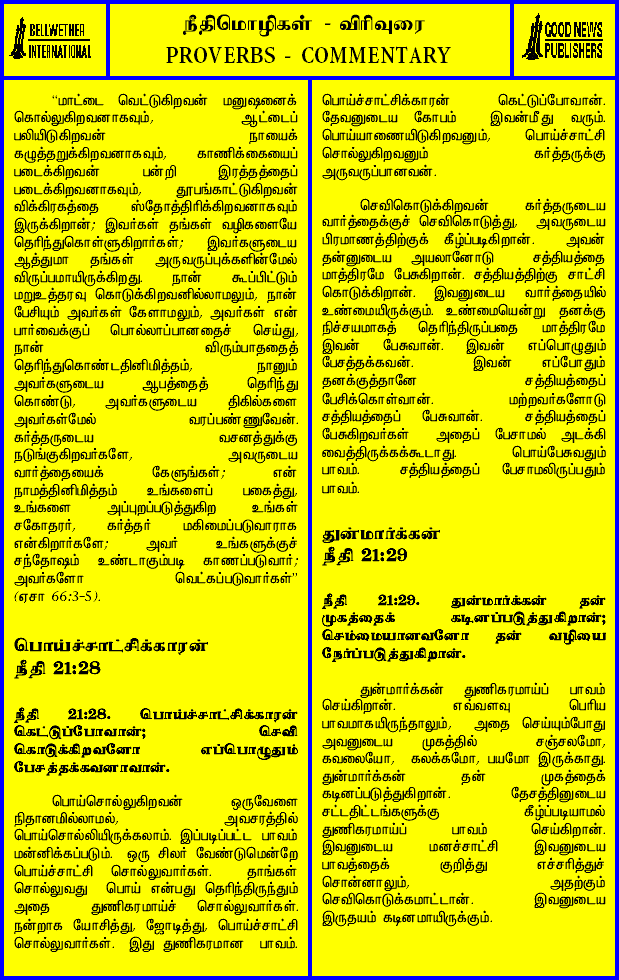 BELLWETHER
INTERNATIONAL
நீதிமொழிகள் - விரிவுரை
PROVERBS - COMMENTARY
GOOD NEWS
PUBLISHERS
“மாட்டை வெட்டுகிறவன் மனுஷனைக்
கொல்லுகிறவனாகவும், ஆட்டைப்
பலியிடுகிறவன் நாயைக்
கழுத்தறுக்கிறவனாகவும், காணிக்கையைப்
படைக்கிறவன் பன்றி இரத்தத்தைப்
படைக்கிறவனாகவும், தூபங்காட்டுகிறவன்
விக்கிரகத்தை ஸ்தோத்திரிக்கிறவனாகவும்
இருக்கிறான்; இவர்கள் தங்கள் வழிகளையே
தெரிந்துகொள்ளுகிறார்கள்; இவர்களுடைய
ஆத்துமா தங்கள் அருவருப்புக்களின்மேல்
விருப்பமாயிருக்கிறது. நான் கூப்பிட்டும்
மறுஉத்தரவு கொடுக்கிறவனில்லாமலும், நான்
பேசியும் அவர்கள் கேளாமலும், அவர்கள் என்
பார்வைக்குப் பொல்லாப்பானதைச் செய்து,
நான் விரும்பாததைத்
தெரிந்துகொண்டதினிமித்தம், நானும்
அவர்களுடைய ஆபத்தைத் தெரிந்து
கொண்டு, அவர்களுடைய திகில்களை
அவர்கள்மேல் வரப்பண்ணுவேன்.
கர்த்தருடைய வசனத்துக்கு
நடுங்குகிறவர்களே, அவருடைய
வார்த்தையைக் கேளுங்கள்; என்
நாமத்தினிமித்தம் உங்களைப் பகைத்து,
உங்களை அப்புறப்படுத்துகிற உங்கள்
சகோதரர், கர்த்தர் மகிமைப்படுவாராக
என்கிறார்களே; அவர் உங்களுக்குச்
சந்தோஷம் உண்டாகும்படி காணப்படுவார்;
அவர்களோ வெட்கப்படுவார்கள்”
(ஏசா 66:3-5).
பொய்ச்சாட்சிக்காரன்
நீதி 21:28
நீதி 21:28. பொய்ச்சாட்சிக்காரன்
கெட்டுப்போவான்; செவி
கொடுக்கிறவனோ எப்பொழுதும்
பேசத்தக்கவனாவான்.
பொய்சொல்லுகிறவன் ஒருவேளை
நிதானமில்லாமல், அவசரத்தில்
பொய்சொல்லியிருக்கலாம். இப்படிப்பட்ட பாவம்
மன்னிக்கப்படும். ஒரு சிலர் வேண்டுமென்றே
பொய்ச்சாட்சி சொல்லுவார்கள். தாங்கள்
சொல்லுவது பொய் என்பது தெரிந்திருந்தும்
அதை துணிகரமாய்ச் சொல்லுவார்கள்.
நன்றாக யோசித்து, ஜோடித்து, பொய்ச்சாட்சி
சொல்லுவார்கள். இது துணிகரமான பாவம்.
பொய்ச்சாட்சிக்காரன் கெட்டுப்போவான்.
தேவனுடைய கோபம் இவன்மீது வரும்.
பொய்யாணையிடுகிறவனும், பொய்ச்சாட்சி
சொல்லுகிறவனும் கர்த்தருக்கு
அருவருப்பானவன்.
செவிகொடுக்கிறவன் கர்த்தருடைய
வார்த்தைக்குச் செவிகொடுத்து, அவருடைய
பிரமாணத்திற்குக் கீழ்ப்படிகிறான். அவன்
தன்னுடைய அயலானோடு சத்தியத்தை
மாத்திரமே பேசுகிறான். சத்தியத்திற்கு சாட்சி
கொடுக்கிறான். இவனுடைய வார்த்தையில்
உண்மையிருக்கும். உண்மையென்று தனக்கு
நிச்சயமாகத் தெரிந்திருப்பதை மாத்திரமே
இவன் பேசுவான். இவன் எப்பொழுதும்
பேசத்தக்கவன். இவன் எப்போதும்
தனக்குத்தானே சத்தியத்தைப்
பேசிக்கொள்வான். மற்றவர்களோடு
சத்தியத்தைப் பேசுவான். சத்தியத்தைப்
பேசுகிறவர்கள் அதைப் பேசாமல் அடக்கி
வைத்திருக்கக்கூடாது. பொய்பேசுவதும்
பாவம். சத்தியத்தைப் பேசாமலிருப்பதும்
பாவம்.
துன்மார்க்கன்
நீதி 21:29
நீதி 21:29. துன்மார்க்கன் தன்
முகத்தைக் கடினப்படுத்துகிறான்;
செம்மையானவனோ தன் வழியை
நேர்ப்படுத்துகிறான்.
துன்மார்க்கன் துணிகரமாய்ப் பாவம்
செய்கிறான். எவ்வளவு பெரிய
பாவமாகயிருந்தாலும், அதை செய்யும்போது
அவனுடைய முகத்தில் சஞ்சலமோ,
கவலையோ, கலக்கமோ, பயமோ இருக்காது.
துன்மார்க்கன் தன் முகத்தைக்
கடினப்படுத்துகிறான். தேசத்தினுடைய
சட்டதிட்டங்களுக்கு கீழ்ப்படியாமல்
துணிகரமாய்ப் பாவம் செய்கிறான்.
இவனுடைய மனச்சாட்சி இவனுடைய
பாவத்தைக் குறித்து எச்சரித்துச்
சொன்னாலும், அதற்கும்
செவிகொடுக்கமாட்டான். இவனுடைய
இருதயம் கடினமாயிருக்கும்.